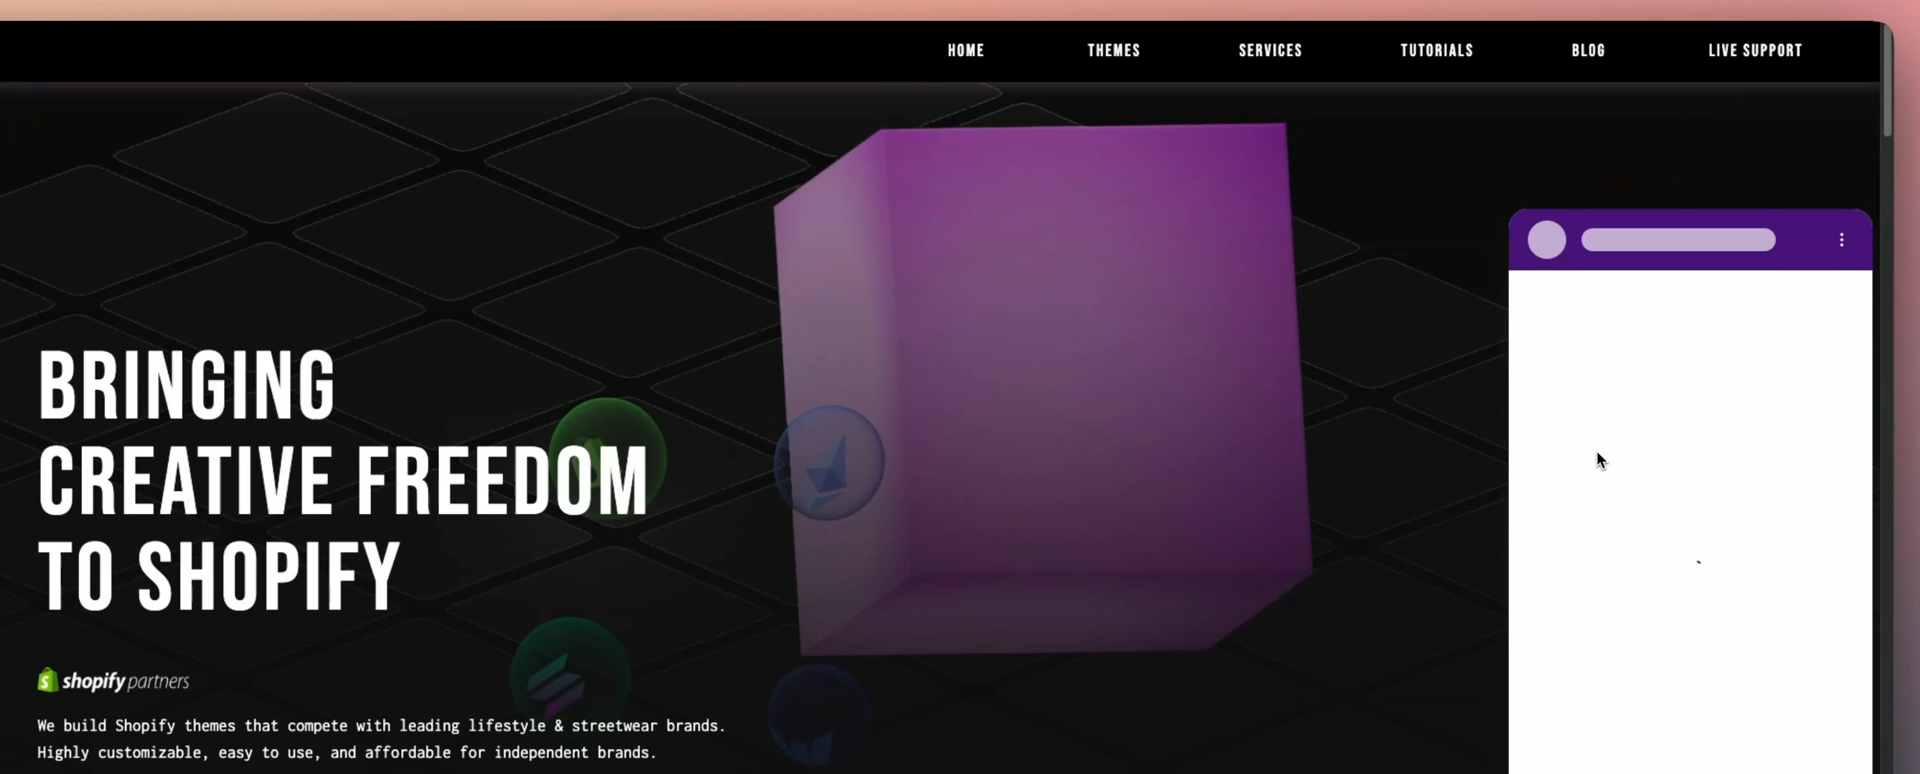 HOME THEMES SERVICES TUTORIALS BLOG LIVE SUPPORT
BRINGING
CREATIVE FREEDOM
TO SHOPIFY
shopify partners
We build Shopify themes that compete with leading lifestyle & streetwear brands.
Highly customizable, easy to use, and affordable for independent brands.